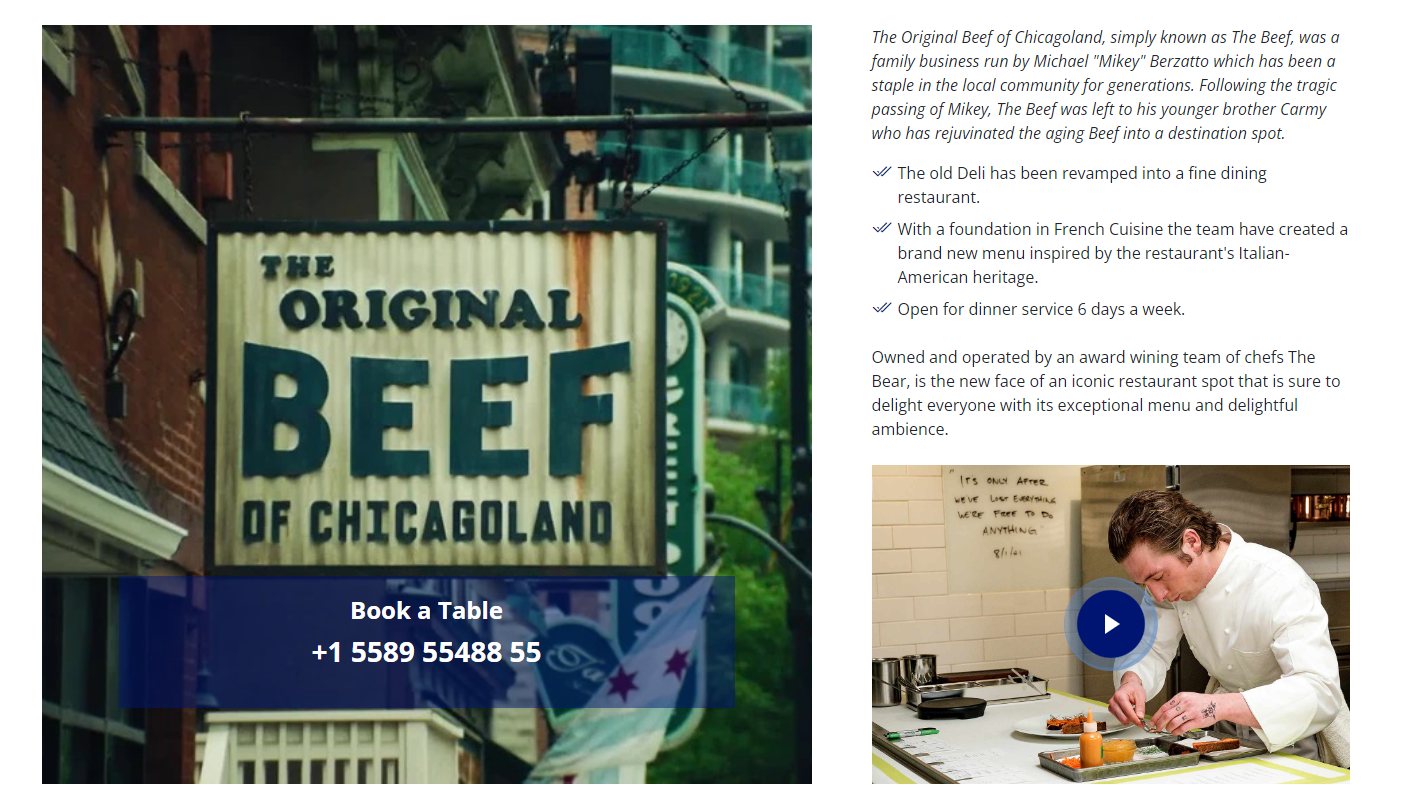 THE
ORIGINAL
BEEF
OF CHICAGOLAND
Book a Table
+1 5589 55488 55
The Original Beef of Chicagoland, simply known as The Beef, was a
family business run by Michael "Mikey" Berzatto which has been a
staple in the local community for generations. Following the tragic
passing of Mikey, The Beef was left to his younger brother Carmy
who has rejuvinated the aging Beef into a destination spot.
The old Deli has been revamped into a fine dining
restaurant.
With a foundation in French Cuisine the team have created a
brand new menu inspired by the restaurant's Italian-
American heritage.
Open for dinner service 6 days a week.
Owned and operated by an award wining team of chefs The
Bear, is the new face of an iconic restaurant spot that is sure to
delight everyone with its exceptional menu and delightful
ambience.
"IT'S ONLY AFTER
WE'VE LOST EVERYTHING
WE'RE FREE TO DO
ANYTHING"